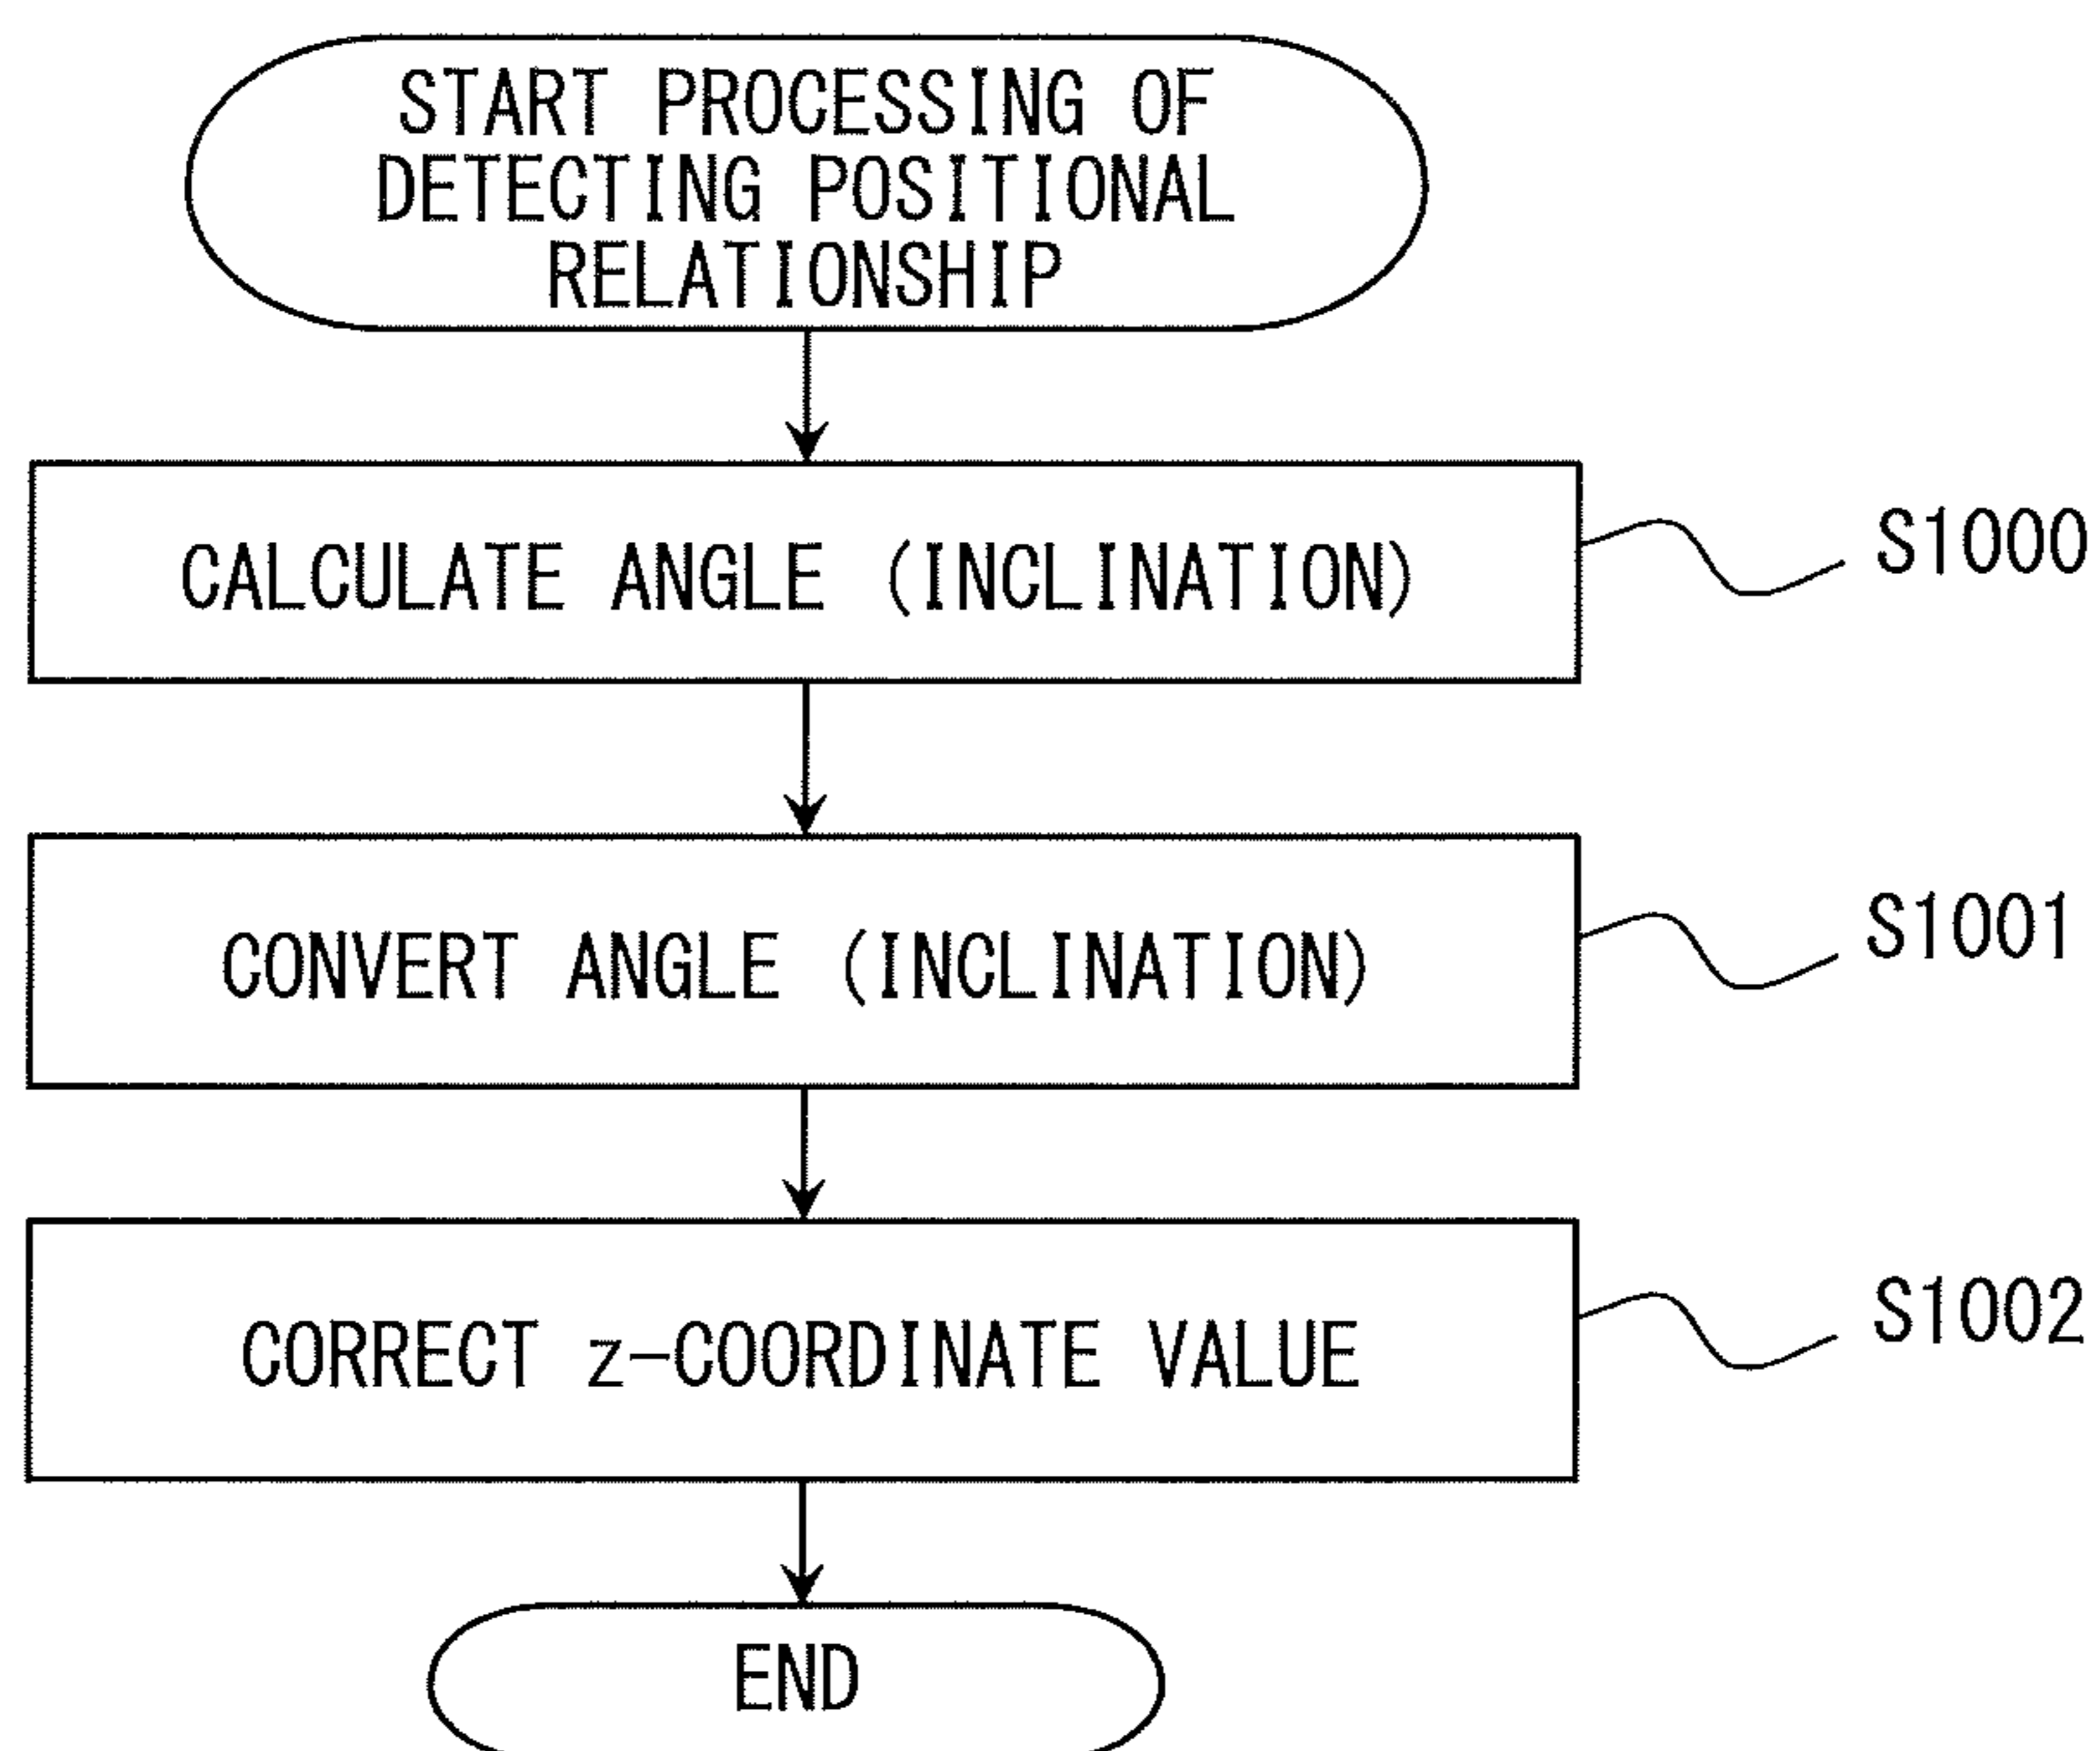 START PROCESSING OF
DETECTING POSITIONAL
RELATIONSHIP
CALCULATE ANGLE (INCLINATION)
S1000
CONVERT ANGLE (INCLINATION)
S1001
CORRECT z-COORDINATE VALUE
S1002
END